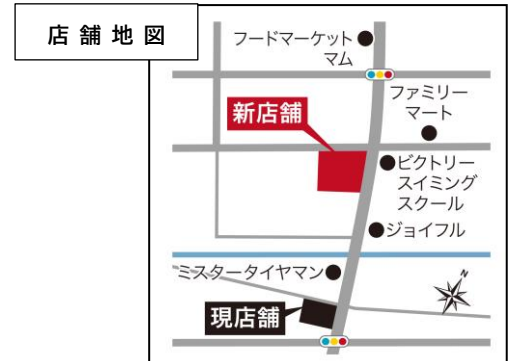 店舗地図
フードマーケット
マム
ファミリー
マート
新店舗
ビクトリー
スイミング
スクール
ジョイフル
ミスタータイヤマン
N
現店舗